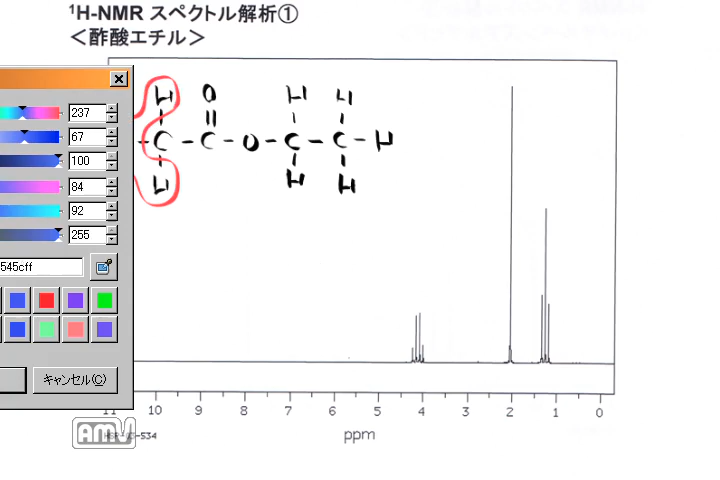 ¹H-NMR スペクトル解析①
＜酢酸エチル＞
H O H H
237
67
C - C - O - C - C - H
100
H H H
84
92
255
545cff
キャンセル(C)
11 10 9 8 7 6 5 4 3 2 1 0
AMV
-534
ppm